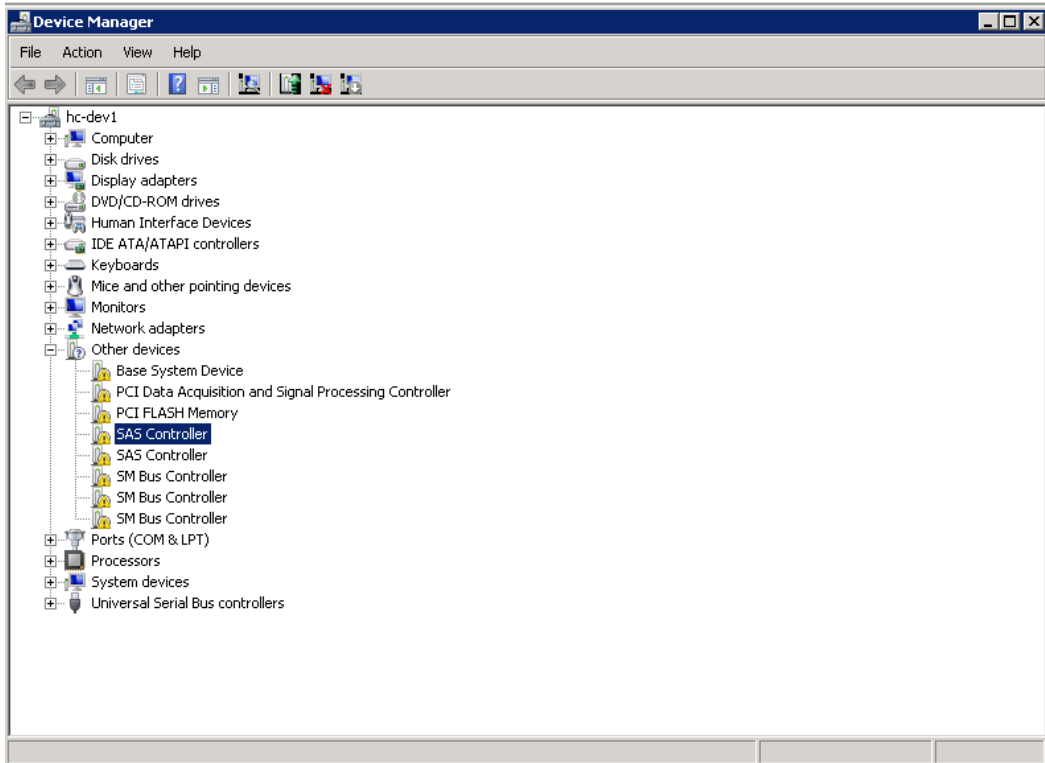 Device Manager
File Action View Help
hc-dev1
Computer
Disk drives
Display adapters
DVD/CD-ROM drives
Human Interface Devices
IDE ATA/ATAPI controllers
Keyboards
Mice and other pointing devices
Monitors
Network adapters
Other devices
Base System Device
PCI Data Acquisition and Signal Processing Controller
PCI FLASH Memory
SAS Controller
SAS Controller
SM Bus Controller
SM Bus Controller
SM Bus Controller
Ports (COM & LPT)
Processors
System devices
Universal Serial Bus controllers